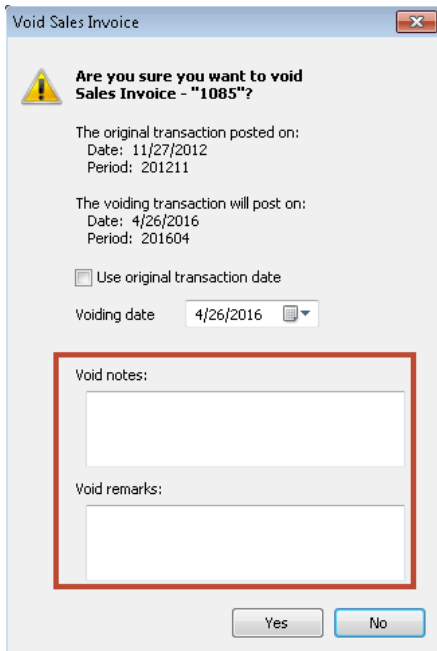 Void Sales Invoice
Are you sure you want to void
Sales Invoice - "1085"?
The original transaction posted on:
Date: 11/27/2012
Period: 201211
The voiding transaction will post on:
Date: 4/26/2016
Period: 201604
Use original transaction date
Voiding date 4/26/2016
Void notes:
Void remarks:
Yes No